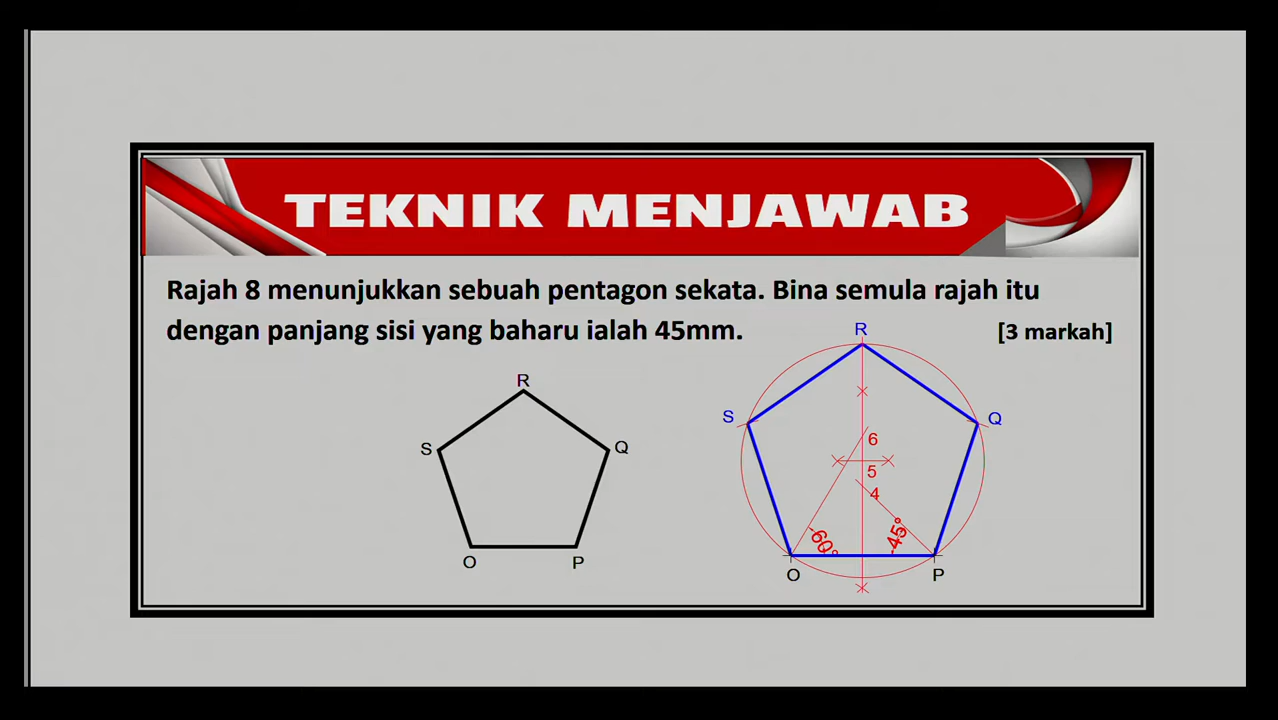 TEKNIK MENJAWAB
Rajah 8 menunjukkan sebuah pentagon sekata. Bina semula rajah itu
dengan panjang sisi yang baharu ialah 45mm.
[3 markah]
R
S
Q
O
P
R
S
Q
6
5
4
60°
45°
O
P